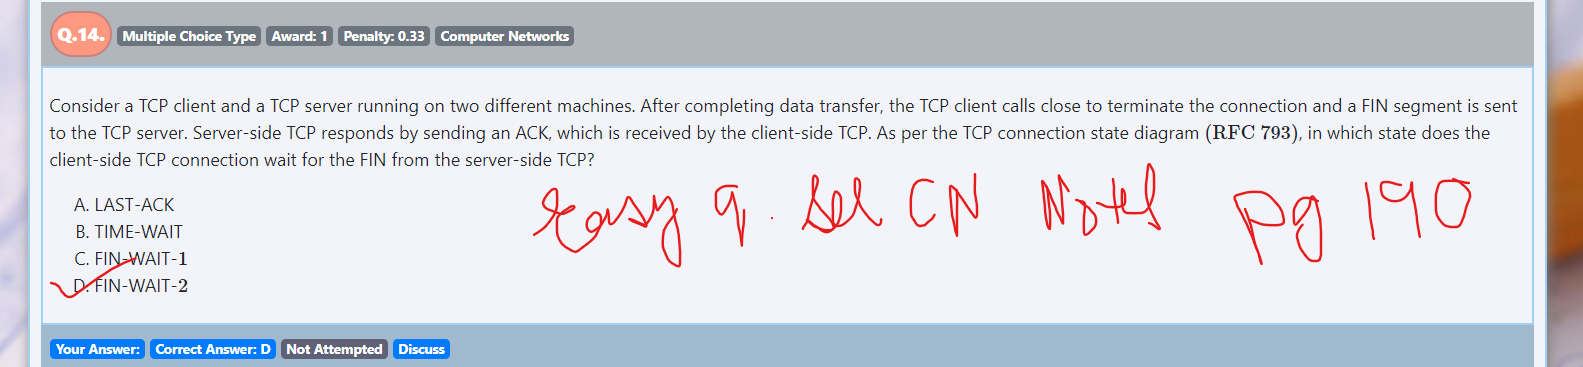 Q.14. Multiple Choice Type Award: 1 Penalty: 0.33 Computer Networks
Consider a TCP client and a TCP server running on two different machines. After completing data transfer, the TCP client calls close to terminate the connection and a FIN segment is sent
to the TCP server. Server-side TCP responds by sending an ACK, which is received by the client-side TCP. As per the TCP connection state diagram (RFC 793), in which state does the
client-side TCP connection wait for the FIN from the server-side TCP?
A. LAST-ACK
B. TIME-WAIT
C. FIN-WAIT-1
D. FIN-WAIT-2
easy q. See CN Notes pg 190
Your Answer: Correct Answer: D Not Attempted Discuss